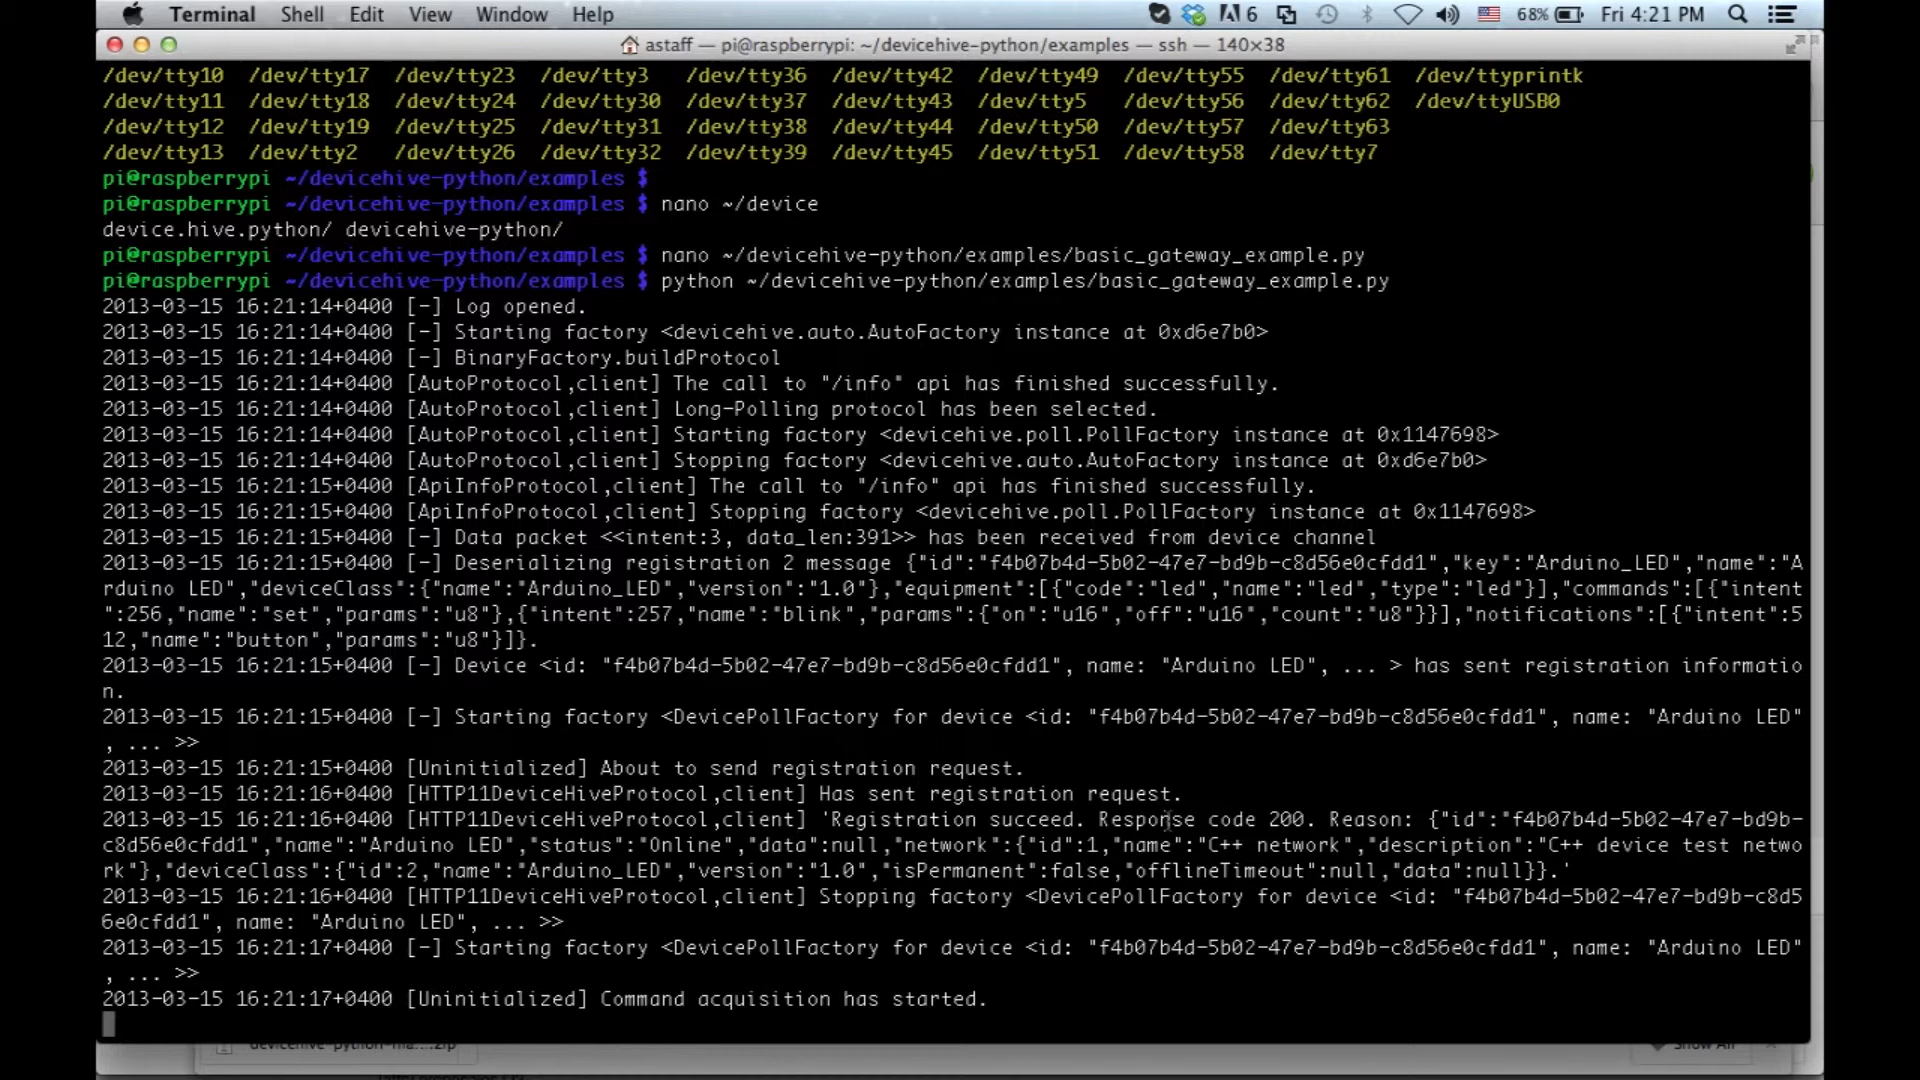 Terminal Shell Edit View Window Help 6 68% Fri 4:21 PM
astaff — pi@raspberrypi: ~/devicehive-python/examples — ssh — 140×38
/dev/tty10 /dev/tty17 /dev/tty23 /dev/tty3 /dev/tty36 /dev/tty42 /dev/tty49 /dev/tty55 /dev/tty61 /dev/ttyprintk
/dev/tty11 /dev/tty18 /dev/tty24 /dev/tty30 /dev/tty37 /dev/tty43 /dev/tty5 /dev/tty56 /dev/tty62 /dev/ttyUSB0
/dev/tty12 /dev/tty19 /dev/tty25 /dev/tty31 /dev/tty38 /dev/tty44 /dev/tty50 /dev/tty57 /dev/tty63
/dev/tty13 /dev/tty2 /dev/tty26 /dev/tty32 /dev/tty39 /dev/tty45 /dev/tty51 /dev/tty58 /dev/tty7
pi@raspberrypi ~/devicehive-python/examples $
pi@raspberrypi ~/devicehive-python/examples $ nano ~/device
device.hive.python/ devicehive-python/
pi@raspberrypi ~/devicehive-python/examples $ nano ~/devicehive-python/examples/basic_gateway_example.py
pi@raspberrypi ~/devicehive-python/examples $ python ~/devicehive-python/examples/basic_gateway_example.py
2013-03-15 16:21:14+0400 [-] Log opened.
2013-03-15 16:21:14+0400 [-] Starting factory <devicehive.auto.AutoFactory instance at 0xd6e7b0>
2013-03-15 16:21:14+0400 [-] BinaryFactory.buildProtocol
2013-03-15 16:21:14+0400 [AutoProtocol,client] The call to "/info" api has finished successfully.
2013-03-15 16:21:14+0400 [AutoProtocol,client] Long-Polling protocol has been selected.
2013-03-15 16:21:14+0400 [AutoProtocol,client] Starting factory <devicehive.poll.PollFactory instance at 0x1147698>
2013-03-15 16:21:14+0400 [AutoProtocol,client] Stopping factory <devicehive.auto.AutoFactory instance at 0xd6e7b0>
2013-03-15 16:21:15+0400 [ApiInfoProtocol,client] The call to "/info" api has finished successfully.
2013-03-15 16:21:15+0400 [ApiInfoProtocol,client] Stopping factory <devicehive.poll.PollFactory instance at 0x1147698>
2013-03-15 16:21:15+0400 [-] Data packet <<intent:3, data_len:391>> has been received from device channel
2013-03-15 16:21:15+0400 [-] Deserializing registration 2 message {"id":"f4b07b4d-5b02-47e7-bd9b-c8d56e0cfdd1","key":"Arduino_LED","name":"A
rduino LED","deviceClass":{"name":"Arduino_LED","version":"1.0"},"equipment":[{"code":"led","name":"led","type":"led"}],"commands":[{"intent
":256,"name":"set","params":"u8"},{"intent":257,"name":"blink","params":{"on":"u16","off":"u16","count":"u8"}}],"notifications":[{"intent":5
12,"name":"button","params":"u8"}]}.
2013-03-15 16:21:15+0400 [-] Device <id: "f4b07b4d-5b02-47e7-bd9b-c8d56e0cfdd1", name: "Arduino LED", ... > has sent registration informatio
n.
2013-03-15 16:21:15+0400 [-] Starting factory <DevicePollFactory for device <id: "f4b07b4d-5b02-47e7-bd9b-c8d56e0cfdd1", name: "Arduino LED"
, ... >>
2013-03-15 16:21:15+0400 [Uninitialized] About to send registration request.
2013-03-15 16:21:16+0400 [HTTP11DeviceHiveProtocol,client] Has sent registration request.
2013-03-15 16:21:16+0400 [HTTP11DeviceHiveProtocol,client] 'Registration succeed. Response code 200. Reason: {"id":"f4b07b4d-5b02-47e7-bd9b-
c8d56e0cfdd1","name":"Arduino LED","status":"Online","data":null,"network":{"id":1,"name":"C++ network","description":"C++ device test netwo
rk"},"deviceClass":{"id":2,"name":"Arduino_LED","version":"1.0","isPermanent":false,"offlineTimeout":null,"data":null}}.'
2013-03-15 16:21:16+0400 [HTTP11DeviceHiveProtocol,client] Stopping factory <DevicePollFactory for device <id: "f4b07b4d-5b02-47e7-bd9b-c8d5
6e0cfdd1", name: "Arduino LED", ... >>
2013-03-15 16:21:17+0400 [-] Starting factory <DevicePollFactory for device <id: "f4b07b4d-5b02-47e7-bd9b-c8d56e0cfdd1", name: "Arduino LED"
, ... >>
2013-03-15 16:21:17+0400 [Uninitialized] Command acquisition has started.
devicehive-python-ma....zip Show All